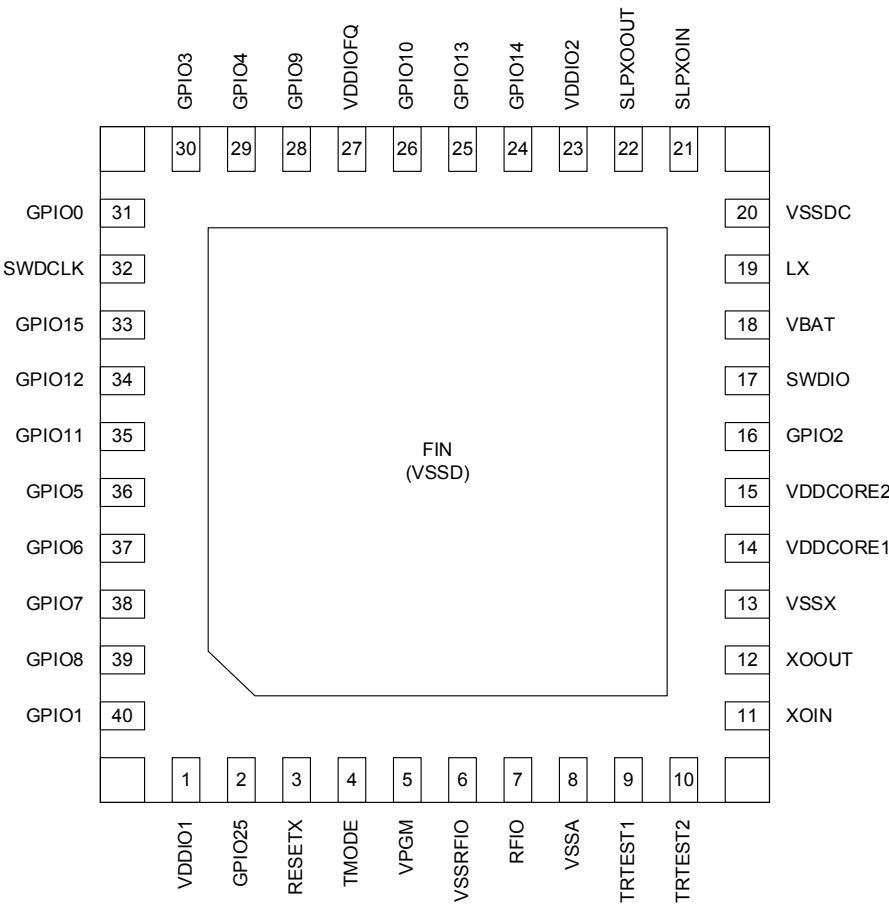 GPIO3
GPIO4
GPIO9
VDDIOFQ
GPIO10
GPIO13
GPIO14
VDDIO2
SLPXOOUT
SLPXOIN
30
29
28
27
26
25
24
23
22
21
GPIO0 31
20 VSSDC
SWDCLK 32
19 LX
GPIO15 33
18 VBAT
GPIO12 34
17 SWDIO
GPIO11 35
16 GPIO2
FIN
(VSSD)
GPIO5 36
15 VDDCORE2
GPIO6 37
14 VDDCORE1
GPIO7 38
13 VSSX
GPIO8 39
12 XOOUT
GPIO1 40
11 XOIN
1
2
3
4
5
6
7
8
9
10
VDDIO1
GPIO25
RESETX
TMODE
VPGM
VSSRFIO
RFIO
VSSA
TRTEST1
TRTEST2